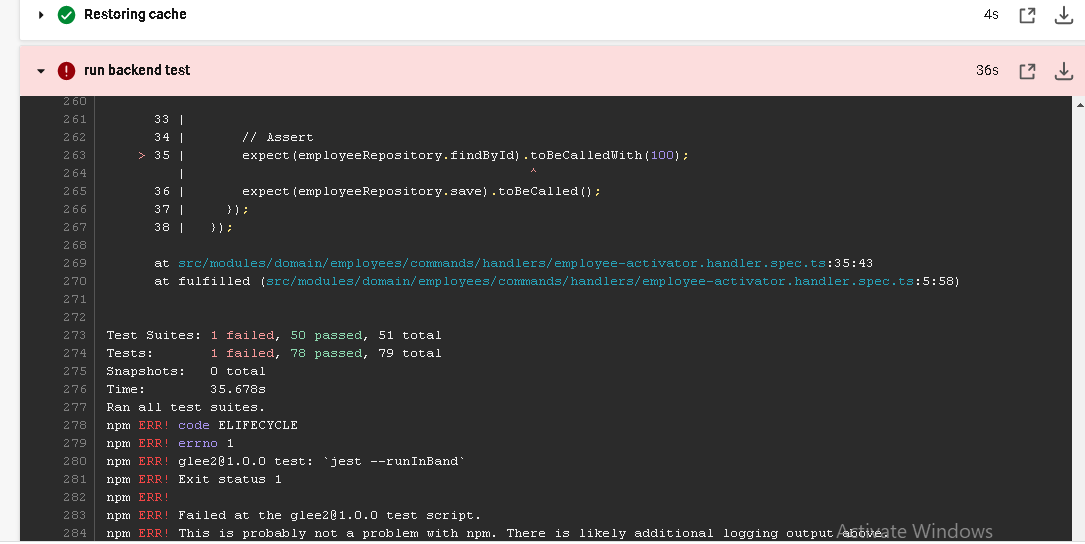 Restoring cache 4s
run backend test 36s
260
261 33 |
262 34 | // Assert
263 > 35 | expect(employeeRepository.findById).toBeCalledWith(100);
264 | ^
265 36 | expect(employeeRepository.save).toBeCalled();
266 37 | });
267 38 | });
268
269 at src/modules/domain/employees/commands/handlers/employee-activator.handler.spec.ts:35:43
270 at fulfilled (src/modules/domain/employees/commands/handlers/employee-activator.handler.spec.ts:5:58)
271
272
273 Test Suites: 1 failed, 50 passed, 51 total
274 Tests: 1 failed, 78 passed, 79 total
275 Snapshots: 0 total
276 Time: 35.678s
277 Ran all test suites.
278 npm ERR! code ELIFECYCLE
279 npm ERR! errno 1
280 npm ERR! glee2@1.0.0 test: `jest --runInBand`
281 npm ERR! Exit status 1
282 npm ERR!
283 npm ERR! Failed at the glee2@1.0.0 test script.
284 npm ERR! This is probably not a problem with npm. There is likely additional logging output above.
Activate Windows